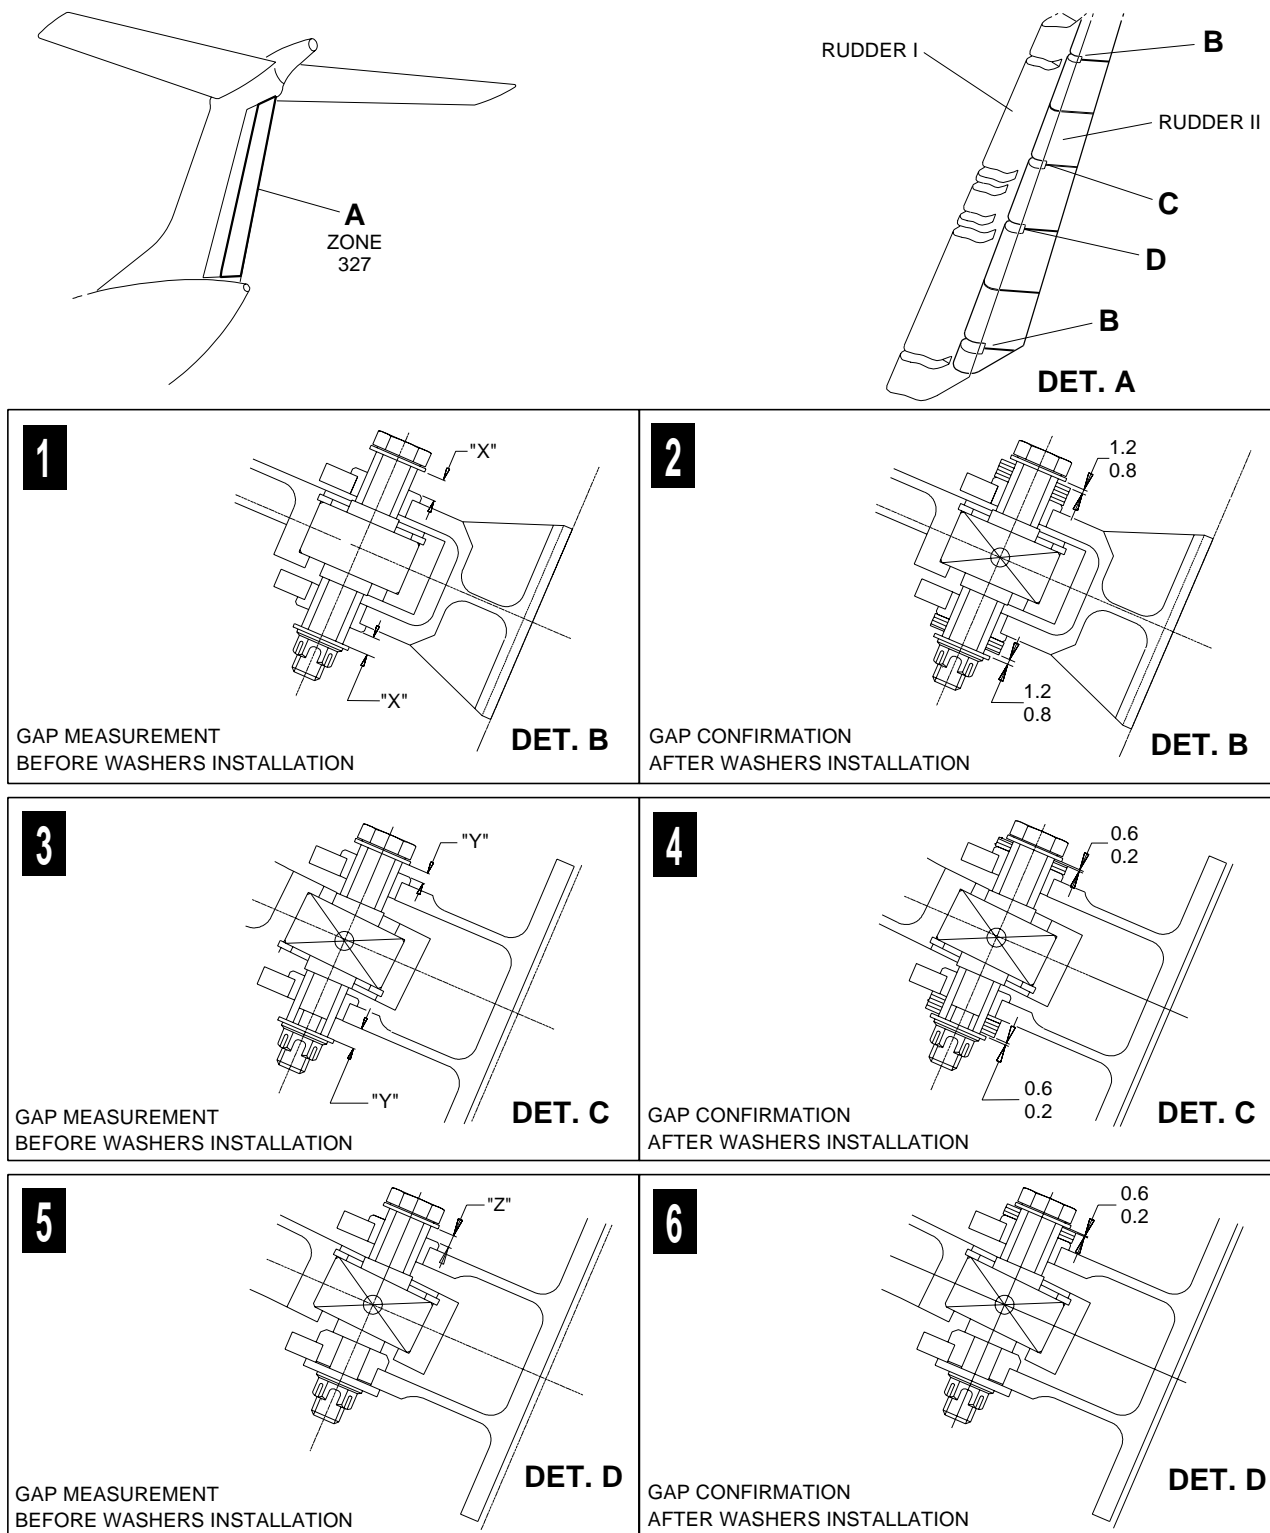 A
ZONE
327
RUDDER I
B
RUDDER II
C
D
B
DET. A
1
"X"
"X"
GAP MEASUREMENT
BEFORE WASHERS INSTALLATION
DET. B
2
1.2
0.8
1.2
0.8
GAP CONFIRMATION
AFTER WASHERS INSTALLATION
DET. B
3
"Y"
"Y"
GAP MEASUREMENT
BEFORE WASHERS INSTALLATION
DET. C
4
0.6
0.2
0.6
0.2
GAP CONFIRMATION
AFTER WASHERS INSTALLATION
DET. C
5
"Z"
GAP MEASUREMENT
BEFORE WASHERS INSTALLATION
DET. D
6
0.6
0.2
GAP CONFIRMATION
AFTER WASHERS INSTALLATION
DET. D